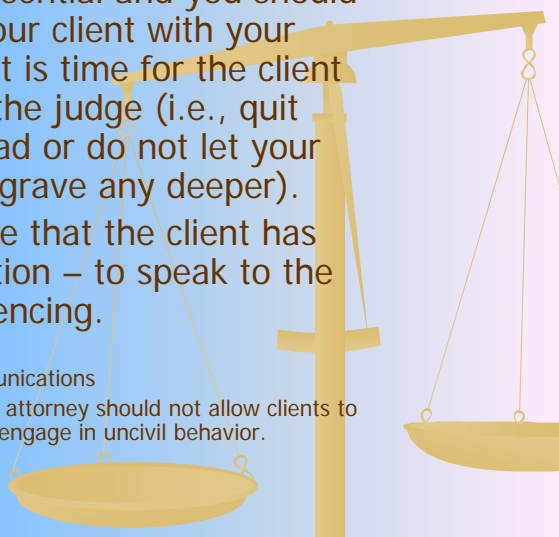 sential and you should
our client with your
t is time for the client
the judge (i.e., quit
ad or do not let your
grave any deeper).
e that the client has
tion – to speak to the
encing.
unications
attorney should not allow clients to
engage in uncivil behavior.